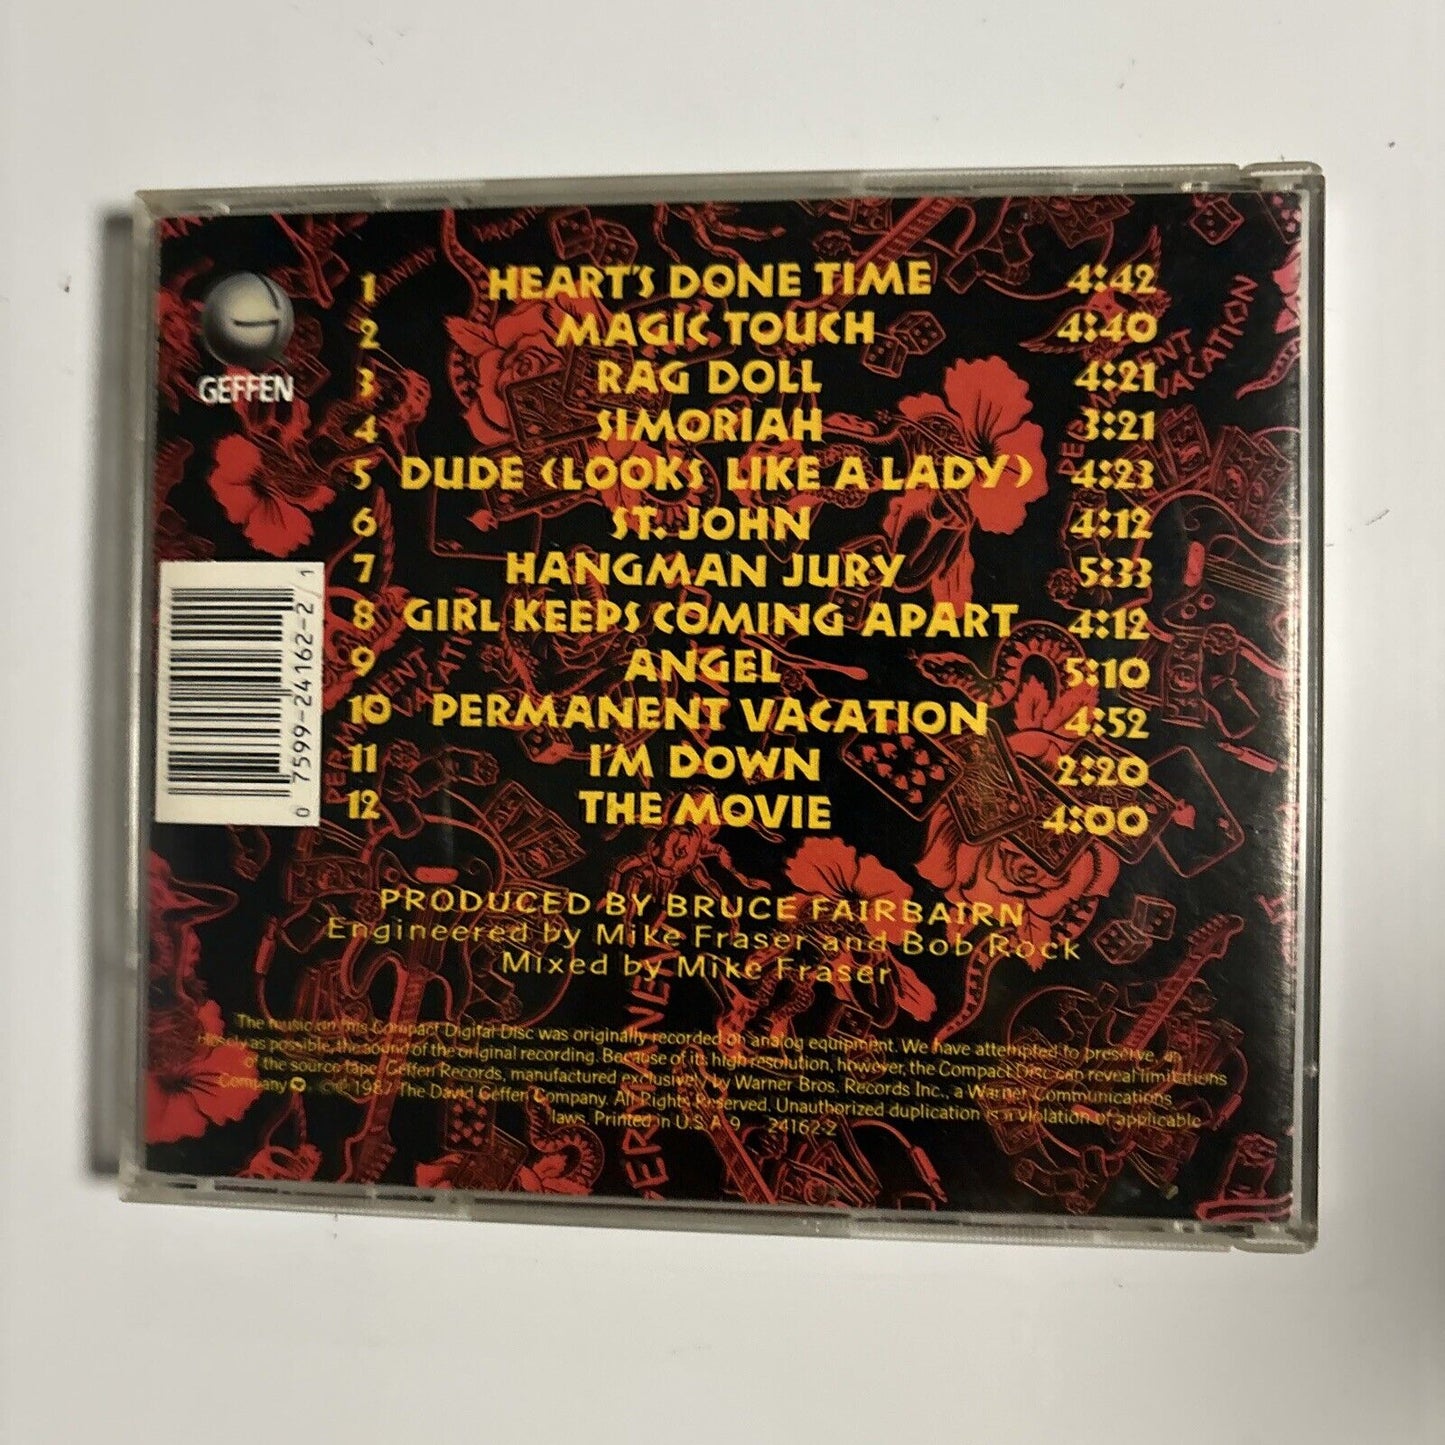 GEFFEN
1 HEART'S DONE TIME 4:42
2 MAGIC TOUCH 4:40
3 RAG DOLL 4:21
4 SIMORIAH 3:21
5 DUDE (LOOKS LIKE A LADY) 4:23
6 ST. JOHN 4:12
7 HANGMAN JURY 5:33
8 GIRL KEEPS COMING APART 4:12
9 ANGEL 5:10
10 PERMANENT VACATION 4:52
11 I'M DOWN 2:20
12 THE MOVIE 4:00
0 7599-24162-2 1
PRODUCED BY BRUCE FAIRBAIRN
Engineered by Mike Fraser and Bob Rock
Mixed by Mike Fraser
The music on this Compact Digital Disc was originally recorded on analog equipment. We have attempted to preserve, as
closely as possible, the sound of the original recording. Because of its high resolution, however, the Compact Disc can reveal limitations
of the source tape. Geffen Records, manufactured exclusively by Warner Bros. Records Inc., a Warner Communications
Company. ©℗ 1987 The David Geffen Company. All Rights Reserved. Unauthorized duplication is a violation of applicable
laws. Printed in U.S.A. 9 24162-2
PERMANENT VACATION
PERMANENT VACATION